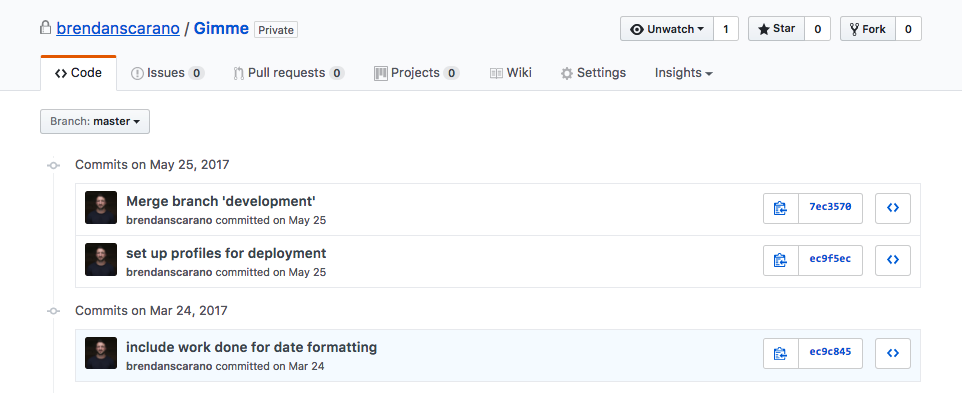 brendanscarano / Gimme Private Unwatch 1 Star 0 Fork 0
Code Issues 0 Pull requests 0 Projects 0 Wiki Settings Insights
Branch: master
Commits on May 25, 2017
Merge branch 'development'
brendanscarano committed on May 25
7ec3570
set up profiles for deployment
brendanscarano committed on May 25
ec9f5ec
Commits on Mar 24, 2017
include work done for date formatting
brendanscarano committed on Mar 24
ec9c845